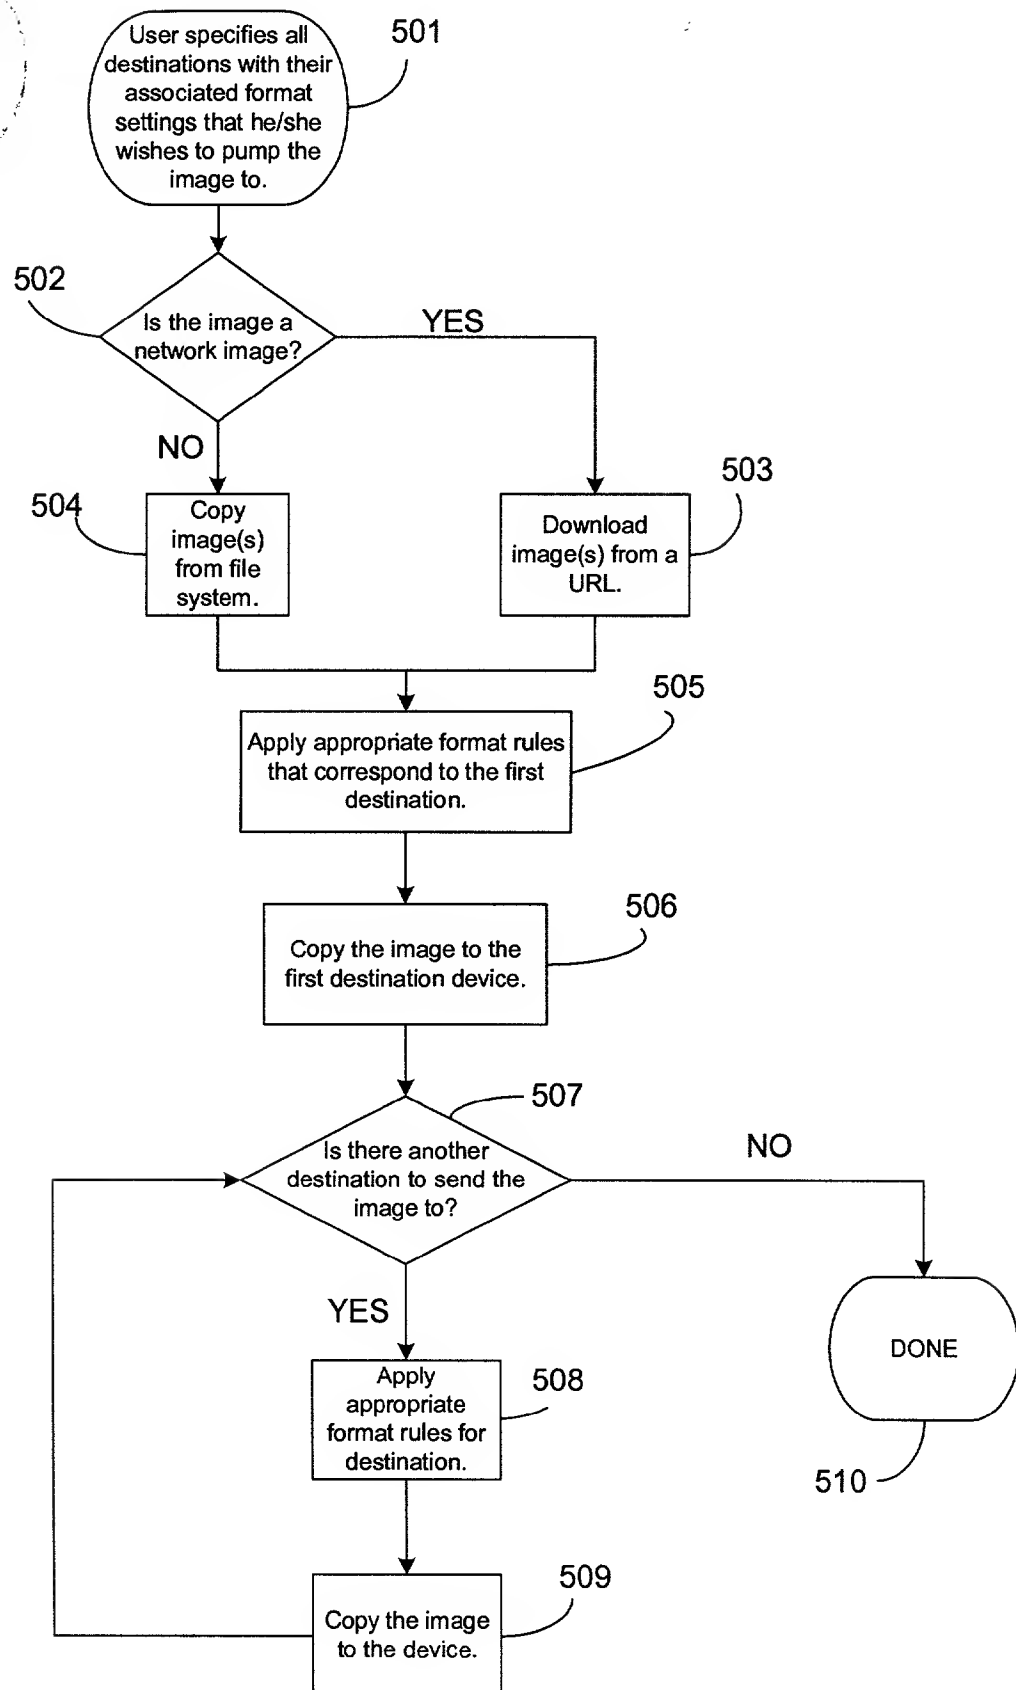 User specifies all
destinations with their
associated format
settings that he/she
wishes to pump the
image to.
501
502
Is the image a
network image?
YES
NO
503
504
Copy
image(s)
from file
system.
Download
image(s) from a
URL.
505
Apply appropriate format rules
that correspond to the first
destination.
506
Copy the image to the
first destination device.
507
Is there another
destination to send the
image to?
NO
YES
DONE
508
Apply
appropriate
format rules for
destination.
510
509
Copy the image
to the device.